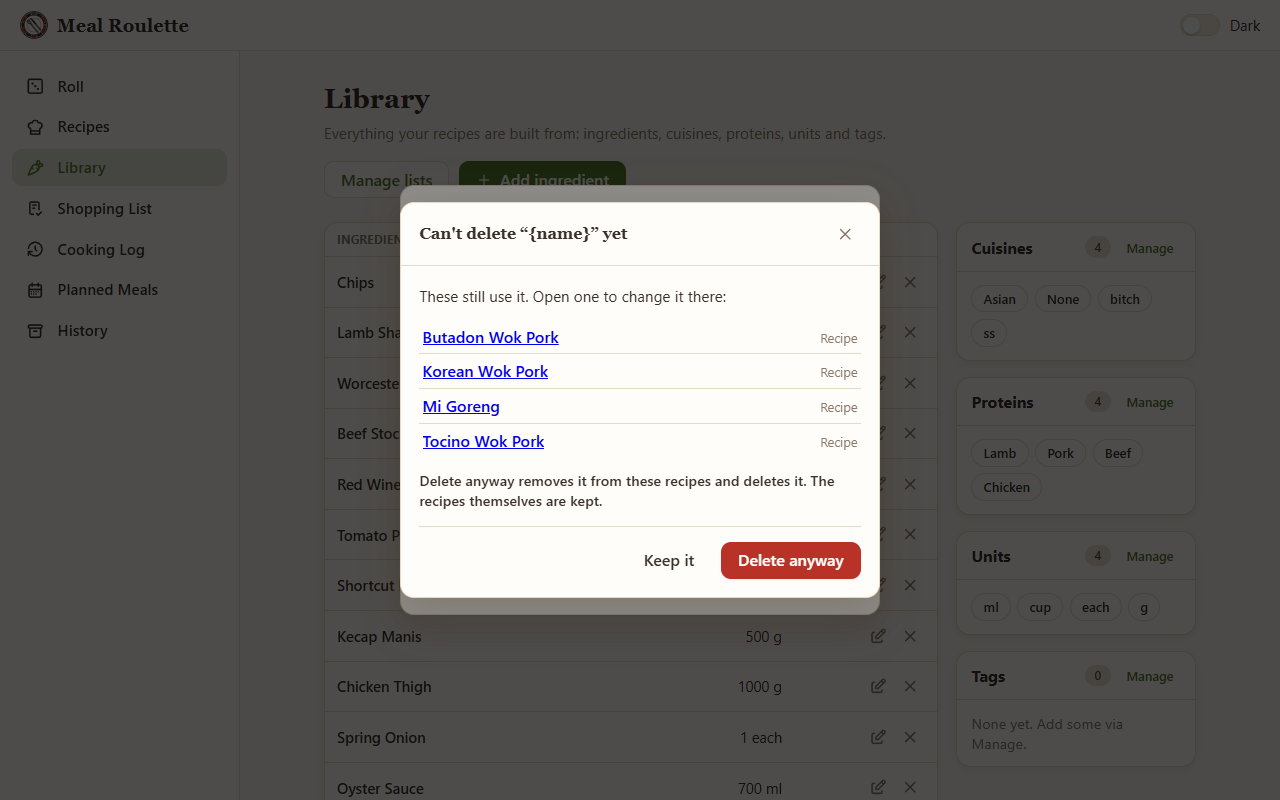 Meal Roulette
Dark
Roll
Recipes
Library
Shopping List
Cooking Log
Planned Meals
History
Library
Everything your recipes are built from: ingredients, cuisines, proteins, units and tags.
Manage lists
+ Add ingredient
INGREDIEN
Chips
Lamb Sha
Worceste
Beef Stoc
Red Wine
Tomato P
Shortcut
Kecap Manis 500 g
Chicken Thigh 1000 g
Spring Onion 1 each
Oyster Sauce 700 ml
Can't delete “{name}” yet
These still use it. Open one to change it there:
Butadon Wok Pork Recipe
Korean Wok Pork Recipe
Mi Goreng Recipe
Tocino Wok Pork Recipe
Delete anyway removes it from these recipes and deletes it. The
recipes themselves are kept.
Keep it
Delete anyway
Cuisines 4 Manage
Asian None bitch
ss
Proteins 4 Manage
Lamb Pork Beef
Chicken
Units 4 Manage
ml cup each g
Tags 0 Manage
None yet. Add some via
Manage.